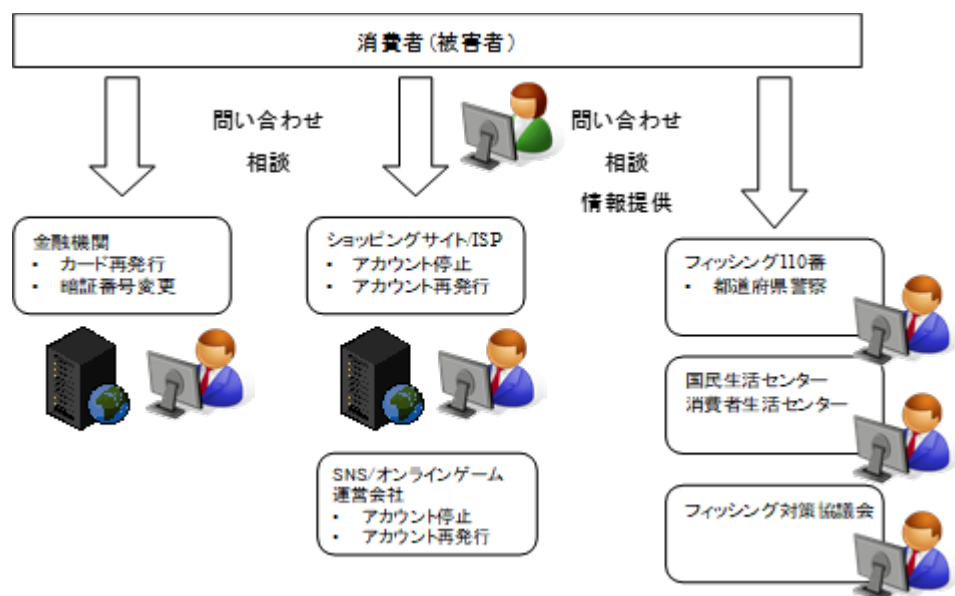 消費者(被害者)
問い合わせ
相談
問い合わせ
相談
情報提供
金融機関
・ カード再発行
・ 暗証番号変更
ショッピングサイト/ISP
・ アカウント停止
・ アカウント再発行
SNS/オンラインゲーム
運営会社
・ アカウント停止
・ アカウント再発行
フィッシング110番
・ 都道府県警察
国民生活センター
消費者生活センター
フィッシング対策協議会